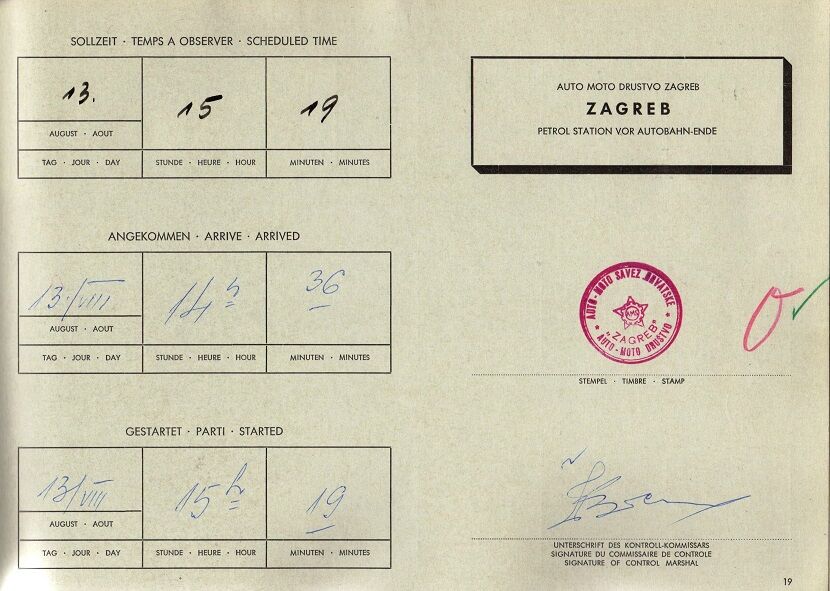 SOLLZEIT · TEMPS A OBSERVER · SCHEDULED TIME
13. 15 19
AUGUST · AOUT
TAG · JOUR · DAY STUNDE · HEURE · HOUR MINUTEN · MINUTES
ANGEKOMMEN · ARRIVE · ARRIVED
13./VIII 14 h 36
AUGUST · AOUT
TAG · JOUR · DAY STUNDE · HEURE · HOUR MINUTEN · MINUTES
GESTARTET · PARTI · STARTED
13/VIII 15 h 19
AUGUST · AOUT
TAG · JOUR · DAY STUNDE · HEURE · HOUR MINUTEN · MINUTES
AUTO MOTO DRUSTVO ZAGREB
ZAGREB
PETROL STATION VOR AUTOBAHN-ENDE
AUTO-MOTO SAVEZ HRVATSKE
AMS
"ZAGREB"
AUTO-MOTO DRUŠTVO
0
STEMPEL · TIMBRE · STAMP
UNTERSCHRIFT DES KONTROLL-KOMMISSARS
SIGNATURE DU COMMISSAIRE DE CONTROLE
SIGNATURE OF CONTROL MARSHAL
19